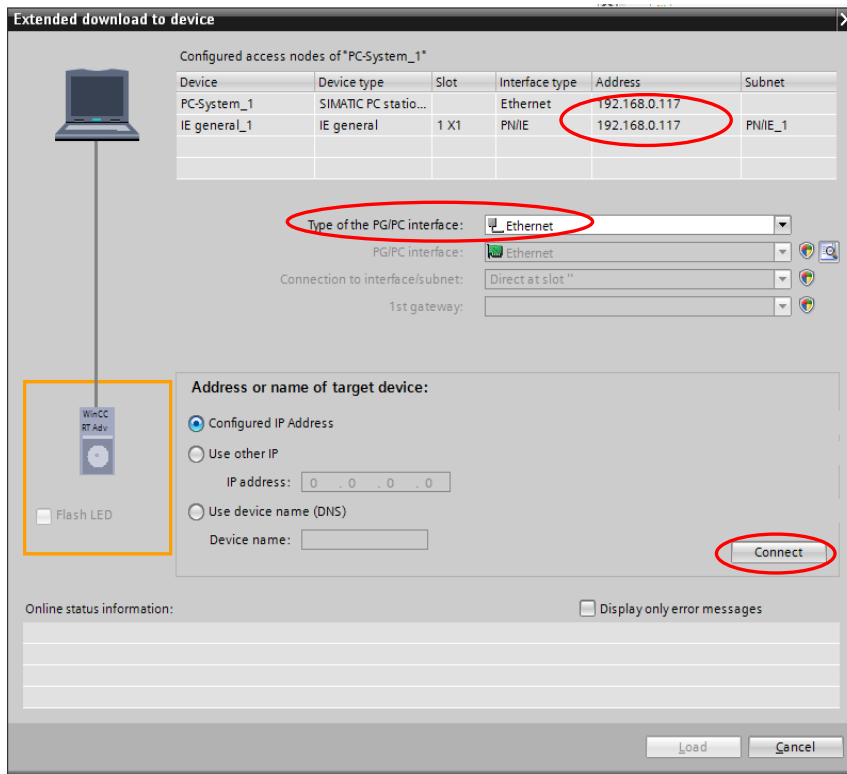 Extended download to device
Configured access nodes of "PC-System_1"
Device Device type Slot Interface type Address Subnet
PC-System_1 SIMATIC PC statio... Ethernet 192.168.0.117
IE general_1 IE general 1 X1 PN/IE 192.168.0.117 PN/IE_1
Type of the PG/PC interface: Ethernet
PG/PC interface: Ethernet
Connection to interface/subnet: Direct at slot ''
1st gateway:
Address or name of target device:
WinCC
RT Adv
Configured IP Address
Use other IP
IP address: 0 . 0 . 0 . 0
Flash LED
Use device name (DNS)
Device name:
Connect
Online status information:
Display only error messages
Load Cancel